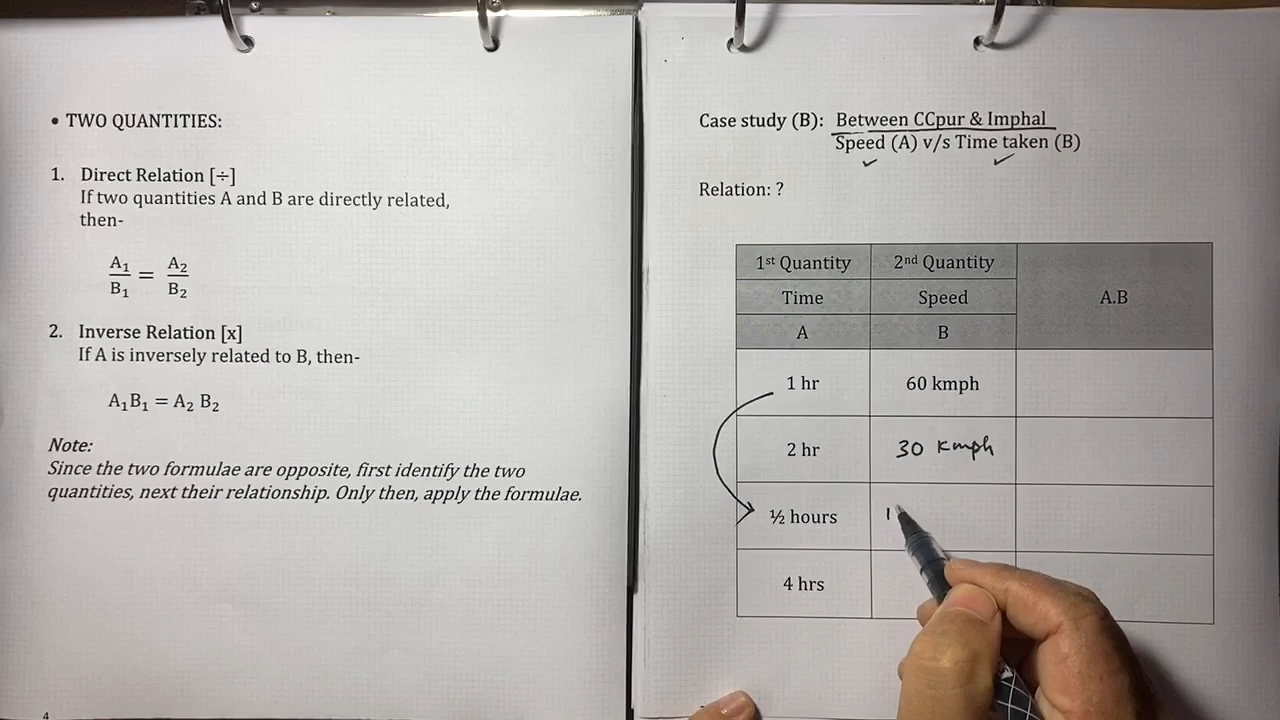 • TWO QUANTITIES:
1. Direct Relation [÷]
If two quantities A and B are directly related,
then-
A₁/B₁ = A₂/B₂
2. Inverse Relation [x]
If A is inversely related to B, then-
A₁B₁ = A₂ B₂
Note:
Since the two formulae are opposite, first identify the two
quantities, next their relationship. Only then, apply the formulae.
4
Case study (B): Between CCpur & Imphal
Speed (A) v/s Time taken (B)
Relation: ?
1st Quantity 2nd Quantity A.B
Time Speed
A B
1 hr 60 kmph
2 hr 30 Kmph
½ hours 1
4 hrs